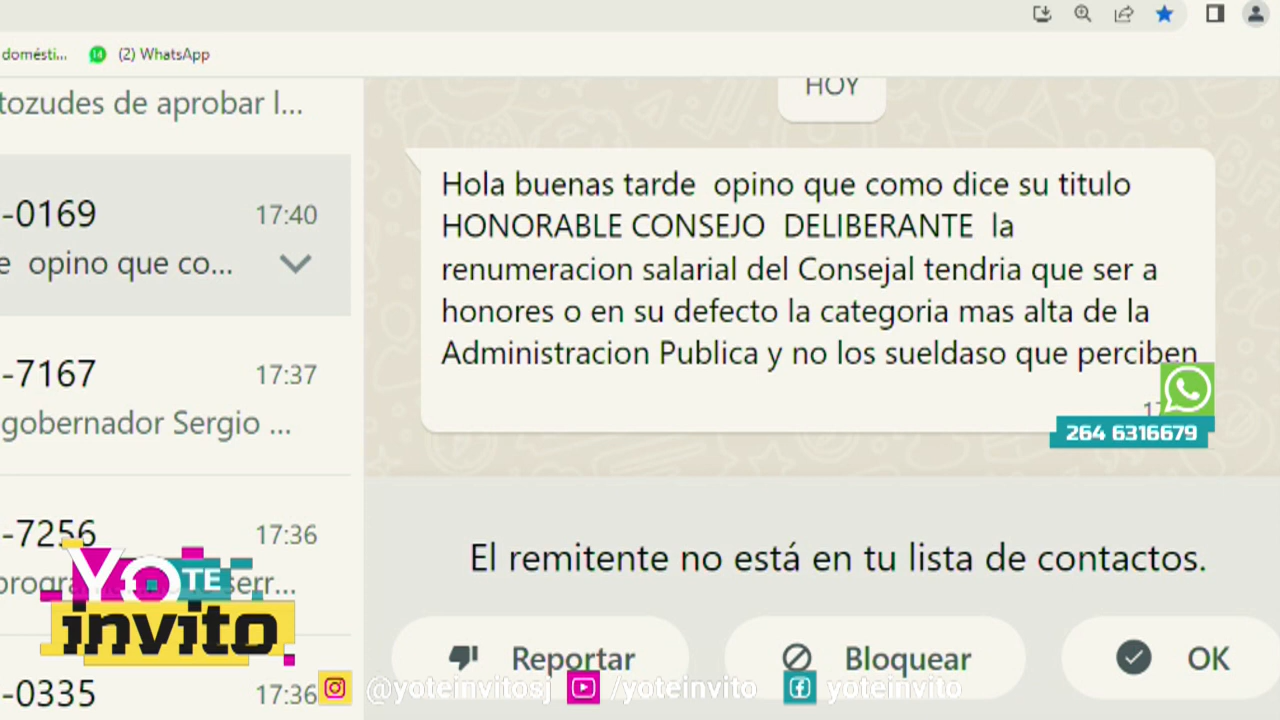 domésti...
14
(2) WhatsApp
tozudes de aprobar l...
-0169
17:40
e opino que co...
-7167
17:37
gobernador Sergio ...
-7256
17:36
serr...
-0335
17:36
HOY
Hola buenas tarde opino que como dice su titulo
HONORABLE CONSEJO DELIBERANTE la
renumeracion salarial del Consejal tendria que ser a
honores o en su defecto la categoria mas alta de la
Administracion Publica y no los sueldaso que perciben
264 6316679
El remitente no está en tu lista de contactos.
Reportar
Bloquear
OK
YO TE
invito
@yoteinvitosj
/yoteinvito
yoteinvito